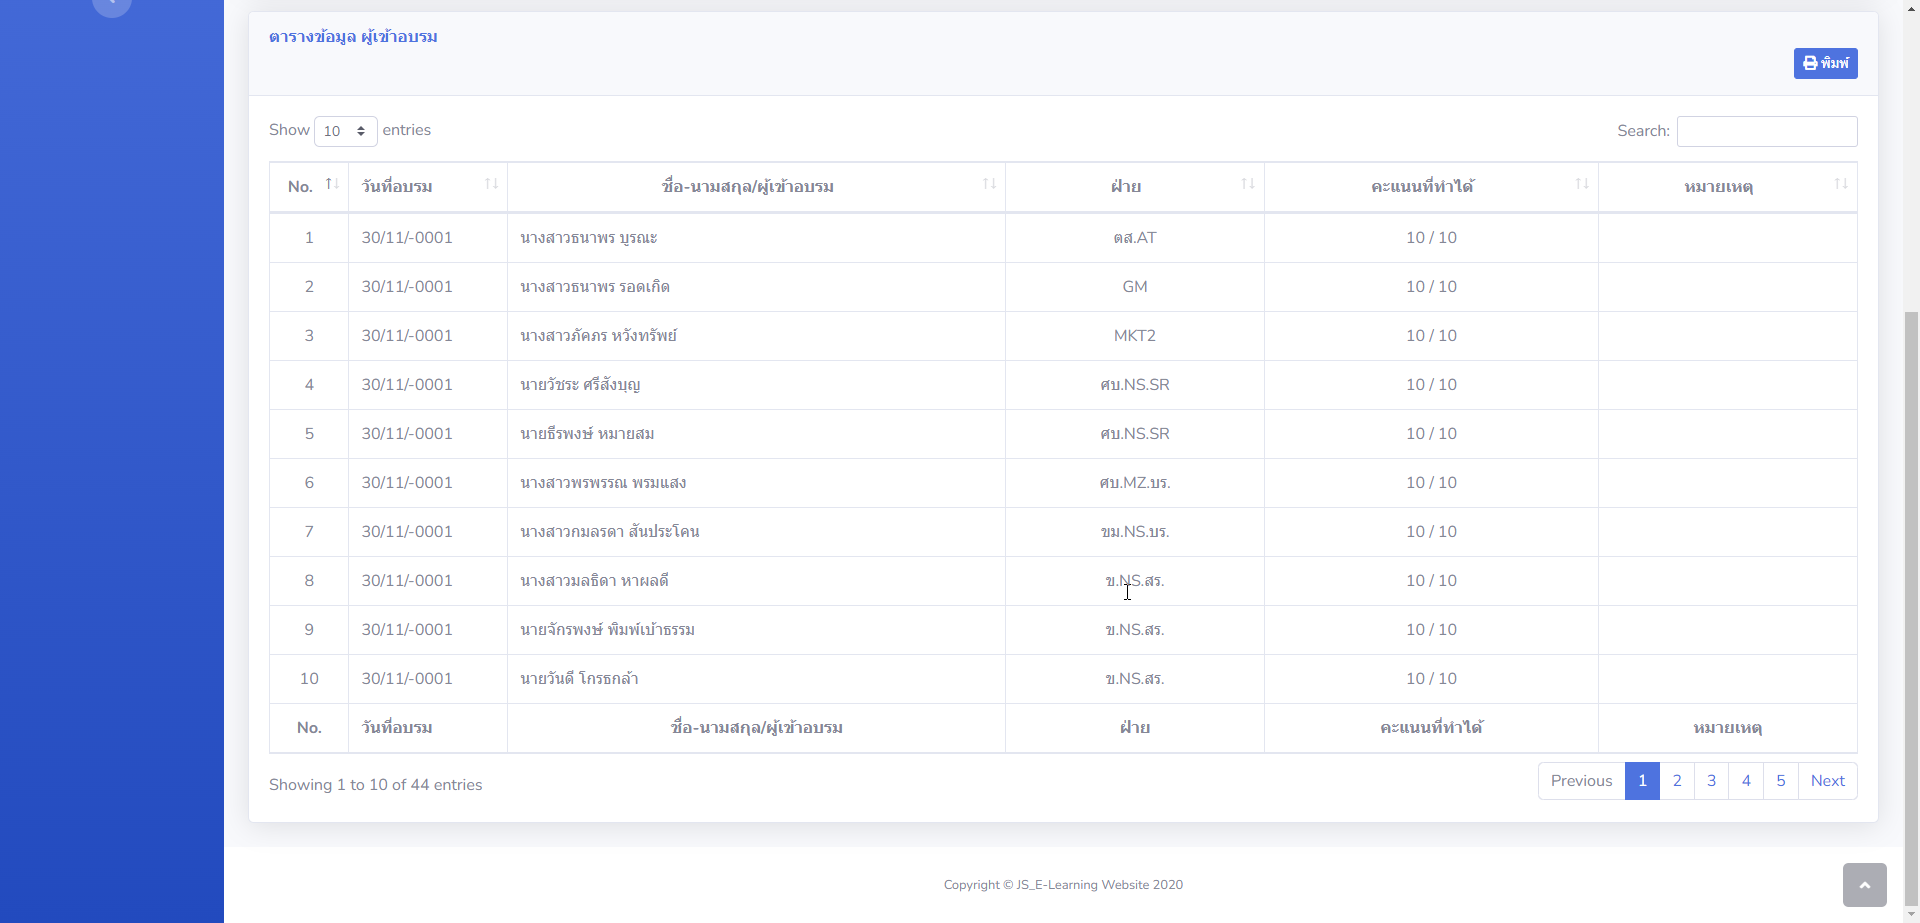 ตารางข้อมูล ผู้เข้าอบรม
พิมพ์
Show 10 entries
Search:
No. วันที่อบรม ชื่อ-นามสกุล/ผู้เข้าอบรม ฝ่าย คะแนนที่ทำได้ หมายเหตุ
1 30/11/-0001 นางสาวธนาพร บูรณะ ตส.AT 10 / 10
2 30/11/-0001 นางสาวธนาพร รอดเกิด GM 10 / 10
3 30/11/-0001 นางสาวภัคภร หวังทรัพย์ MKT2 10 / 10
4 30/11/-0001 นายวัชระ ศรีสังบุญ ศบ.NS.SR 10 / 10
5 30/11/-0001 นายธีรพงษ์ หมายสม ศบ.NS.SR 10 / 10
6 30/11/-0001 นางสาวพรพรรณ พรมแสง ศบ.MZ.บร. 10 / 10
7 30/11/-0001 นางสาวกมลรดา สันประโคน ขม.NS.บร. 10 / 10
8 30/11/-0001 นางสาวมลธิดา หาผลดี ข.NS.สร. 10 / 10
9 30/11/-0001 นายจักรพงษ์ พิมพ์เบ้าธรรม ข.NS.สร. 10 / 10
10 30/11/-0001 นายวันดี โกรธกล้า ข.NS.สร. 10 / 10
No. วันที่อบรม ชื่อ-นามสกุล/ผู้เข้าอบรม ฝ่าย คะแนนที่ทำได้ หมายเหตุ
Showing 1 to 10 of 44 entries
Previous 1 2 3 4 5 Next
Copyright © JS_E-Learning Website 2020